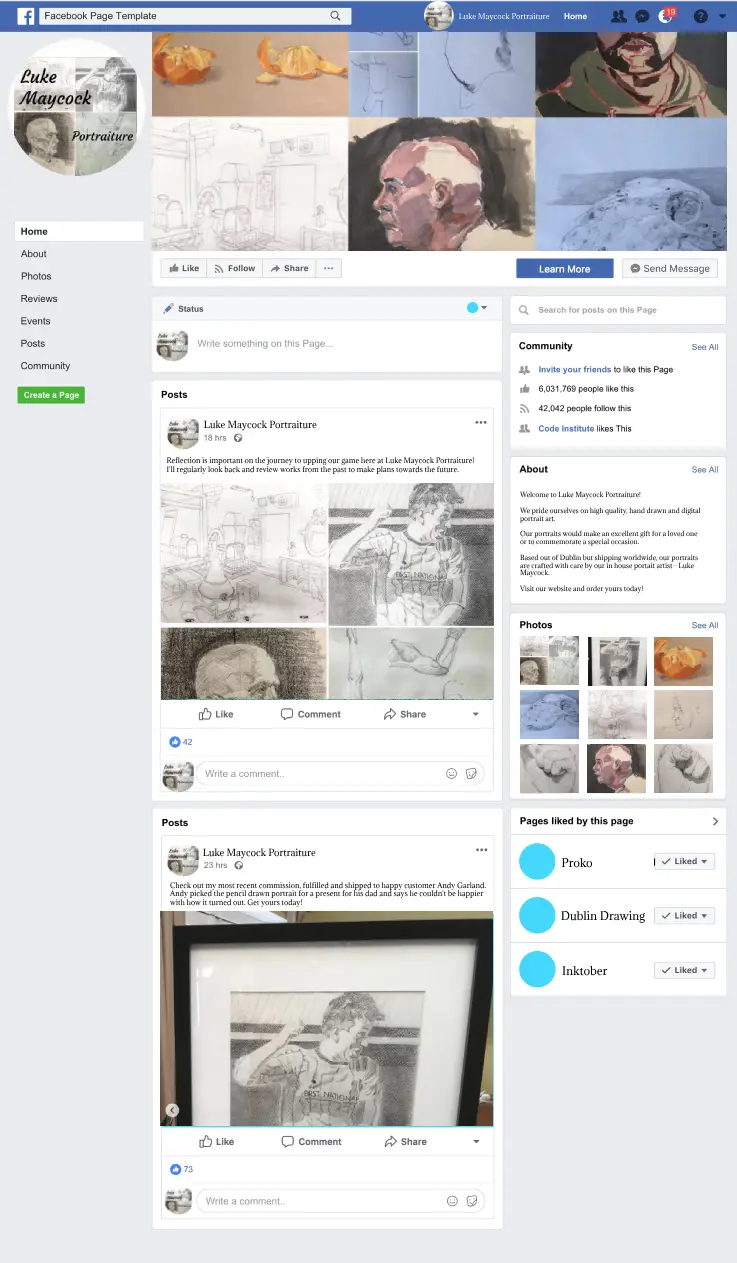 Facebook Page Template
Luke Maycock Portraiture
Home
19
Luke
Maycock
Portraiture
Home
About
Photos
Reviews
Events
Posts
Community
Create a Page
Like
Follow
Share
Learn More
Send Message
Status
Write something on this Page...
Posts
Luke Maycock Portraiture
18 hrs
Reflection is important on the journey to upping our game here at Luke Maycock Portraiture!
I'll regularly look back and review works from the past to make plans towards the future.
Like
Comment
Share
42
Write a comment..
Posts
Luke Maycock Portraiture
23 hrs
Check out my most recent commission, fulfilled and shipped to happy customer Andy Garland.
Andy picked the pencil drawn portrait for a present for his dad and says he couldn't be happier
with how it turned out. Get yours today!
Like
Comment
Share
73
Write a comment..
Search for posts on this Page
Community
See All
Invite your friends to like this Page
6,031,769 people like this
42,042 people follow this
Code Institute likes This
About
See All
Welcome to Luke Maycock Portraiture!
We pride ourselves on high quality, hand drawn and digital
portrait art.
Our portraits would make an excellent gift for a loved one
or to commemorate a special occasion.
Based out of Dublin but shipping worldwide, our portraits
are crafted with care by our in house portait artist - Luke
Maycock.
Visit our website and order yours today!
Photos
See All
Pages liked by this page
Proko
Liked
Dublin Drawing
Liked
Inktober
Liked